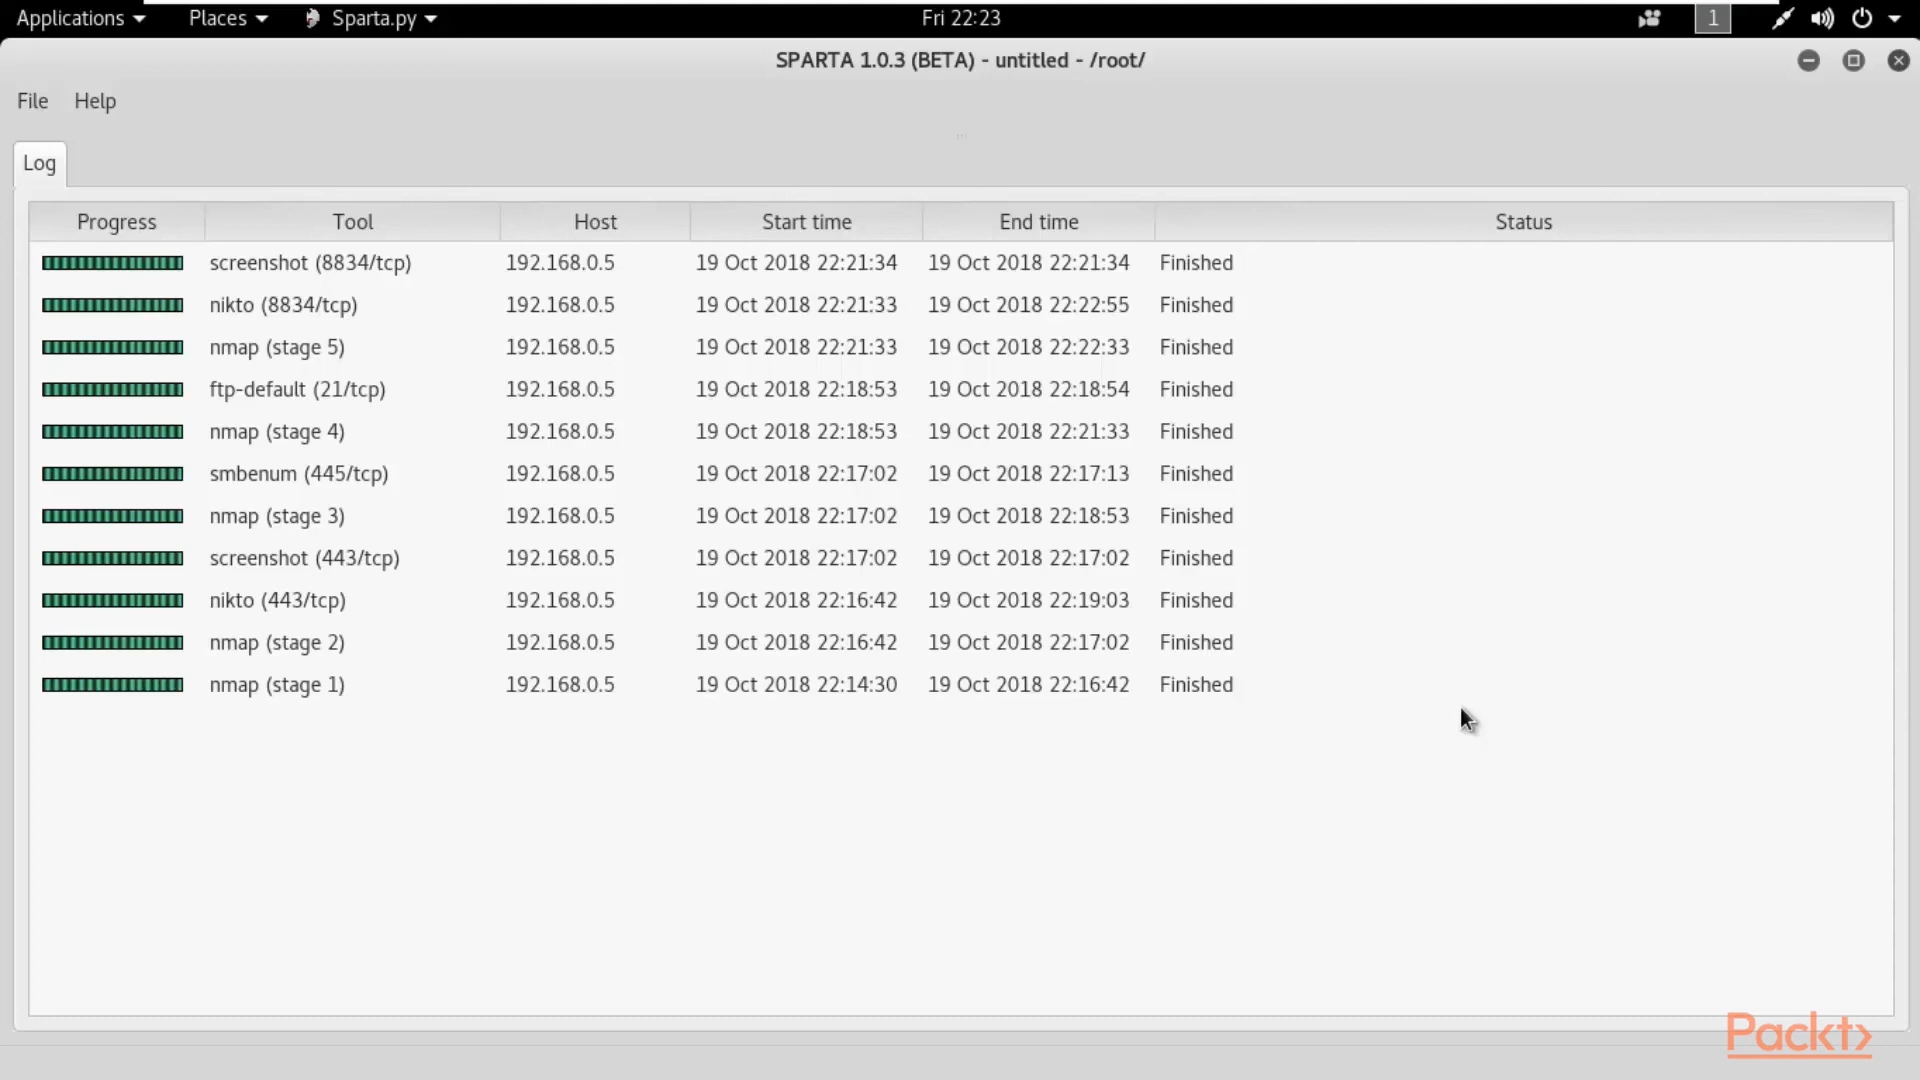 Applications Places Sparta.py Fri 22:23 1
SPARTA 1.0.3 (BETA) - untitled - /root/
File Help
Log
Progress Tool Host Start time End time Status
screenshot (8834/tcp) 192.168.0.5 19 Oct 2018 22:21:34 19 Oct 2018 22:21:34 Finished
nikto (8834/tcp) 192.168.0.5 19 Oct 2018 22:21:33 19 Oct 2018 22:22:55 Finished
nmap (stage 5) 192.168.0.5 19 Oct 2018 22:21:33 19 Oct 2018 22:22:33 Finished
ftp-default (21/tcp) 192.168.0.5 19 Oct 2018 22:18:53 19 Oct 2018 22:18:54 Finished
nmap (stage 4) 192.168.0.5 19 Oct 2018 22:18:53 19 Oct 2018 22:21:33 Finished
smbenum (445/tcp) 192.168.0.5 19 Oct 2018 22:17:02 19 Oct 2018 22:17:13 Finished
nmap (stage 3) 192.168.0.5 19 Oct 2018 22:17:02 19 Oct 2018 22:18:53 Finished
screenshot (443/tcp) 192.168.0.5 19 Oct 2018 22:17:02 19 Oct 2018 22:17:02 Finished
nikto (443/tcp) 192.168.0.5 19 Oct 2018 22:16:42 19 Oct 2018 22:19:03 Finished
nmap (stage 2) 192.168.0.5 19 Oct 2018 22:16:42 19 Oct 2018 22:17:02 Finished
nmap (stage 1) 192.168.0.5 19 Oct 2018 22:14:30 19 Oct 2018 22:16:42 Finished
Packt>